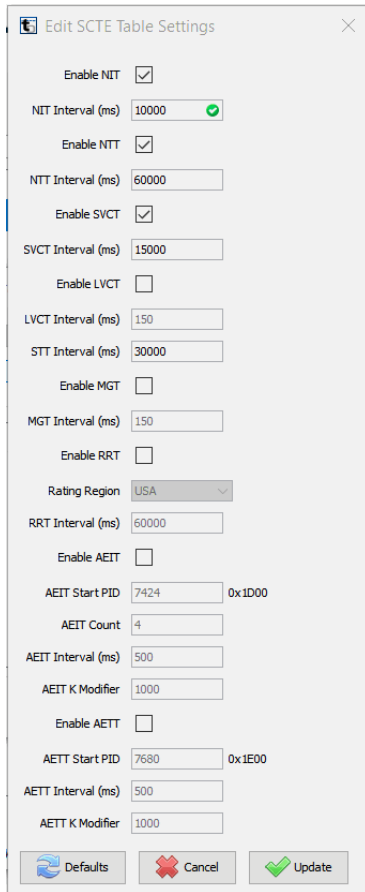 Edit SCTE Table Settings
Enable NIT
NIT Interval (ms) 10000
Enable NTT
NTT Interval (ms) 60000
Enable SVCT
SVCT Interval (ms) 15000
Enable LVCT
LVCT Interval (ms) 150
STT Interval (ms) 30000
Enable MGT
MGT Interval (ms) 150
Enable RRT
Rating Region USA
RRT Interval (ms) 60000
Enable AEIT
AEIT Start PID 7424 0x1D00
AEIT Count 4
AEIT Interval (ms) 500
AEIT K Modifier 1000
Enable AETT
AETT Start PID 7680 0x1E00
AETT Interval (ms) 500
AETT K Modifier 1000
Defaults Cancel Update